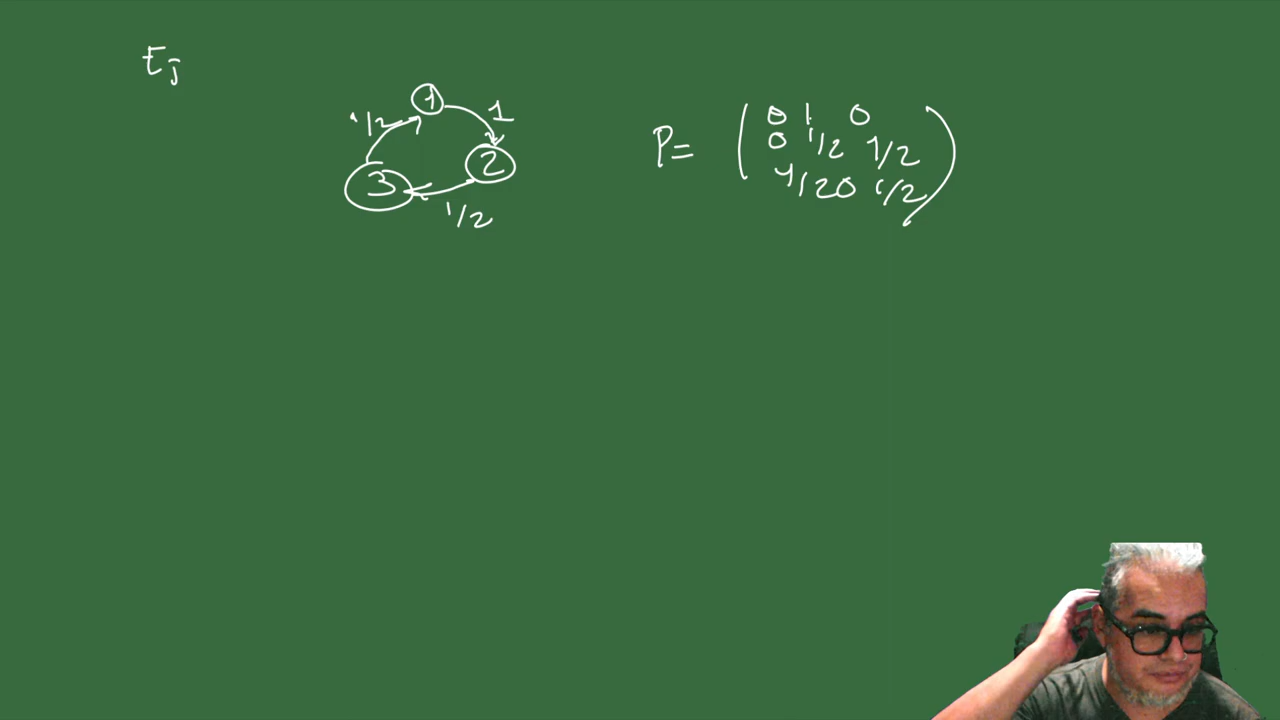 Ej
1/2 1 1
3 2
1/2
P = ( 0 1 0
0 1/2 1/2
1/2 0 1/2 )